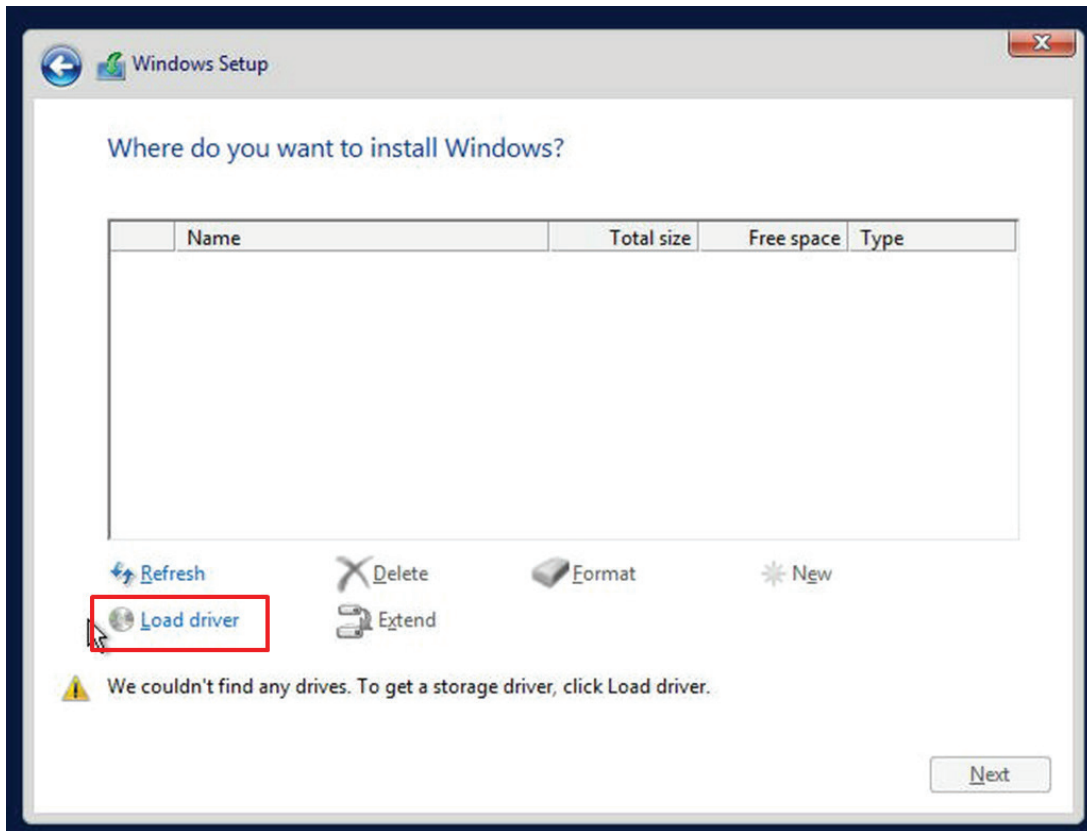 Windows Setup
Where do you want to install Windows?
Name Total size Free space Type
Refresh Delete Format New
Load driver Extend
We couldn't find any drives. To get a storage driver, click Load driver.
Next